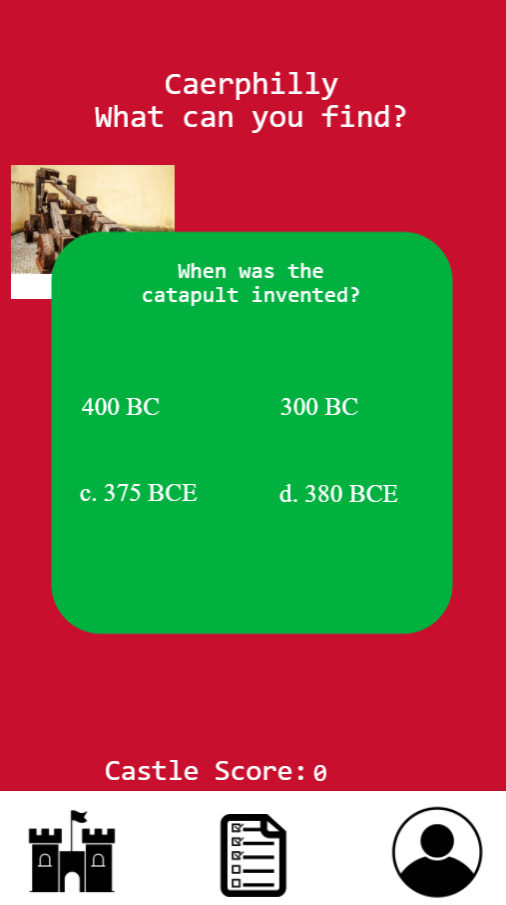 Caerphilly
What can you find?
When was the
catapult invented?
400 BC 300 BC
c. 375 BCE d. 380 BCE
Castle Score: 0